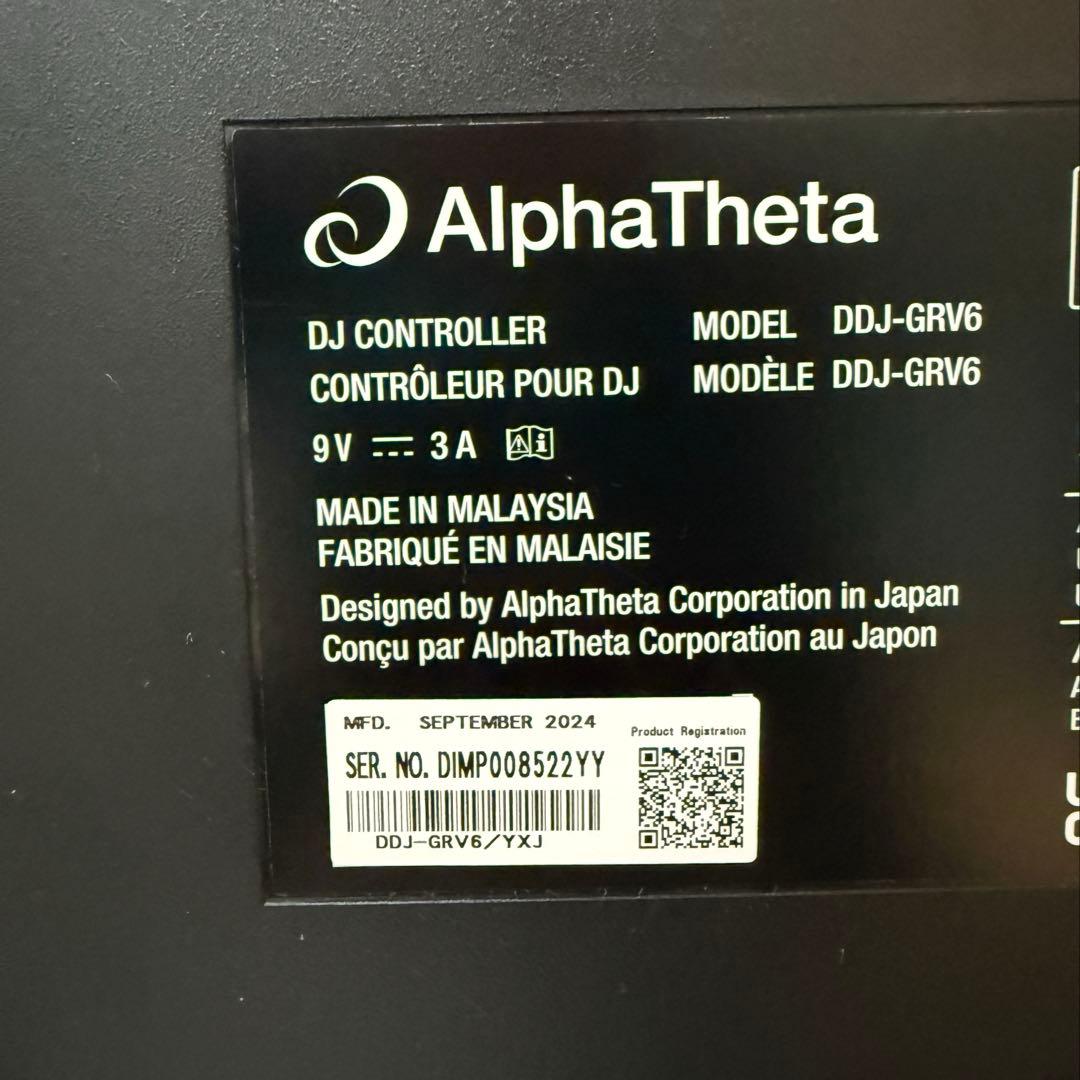 AlphaTheta
DJ CONTROLLER MODEL DDJ-GRV6
CONTRÔLEUR POUR DJ MODÈLE DDJ-GRV6
9V ⎓ 3A
MADE IN MALAYSIA
FABRIQUÉ EN MALAISIE
Designed by AlphaTheta Corporation in Japan
Conçu par AlphaTheta Corporation au Japon
MFD. SEPTEMBER 2024
Product Registration
SER. NO. DIMP008522YY
DDJ-GRV6/YXJ